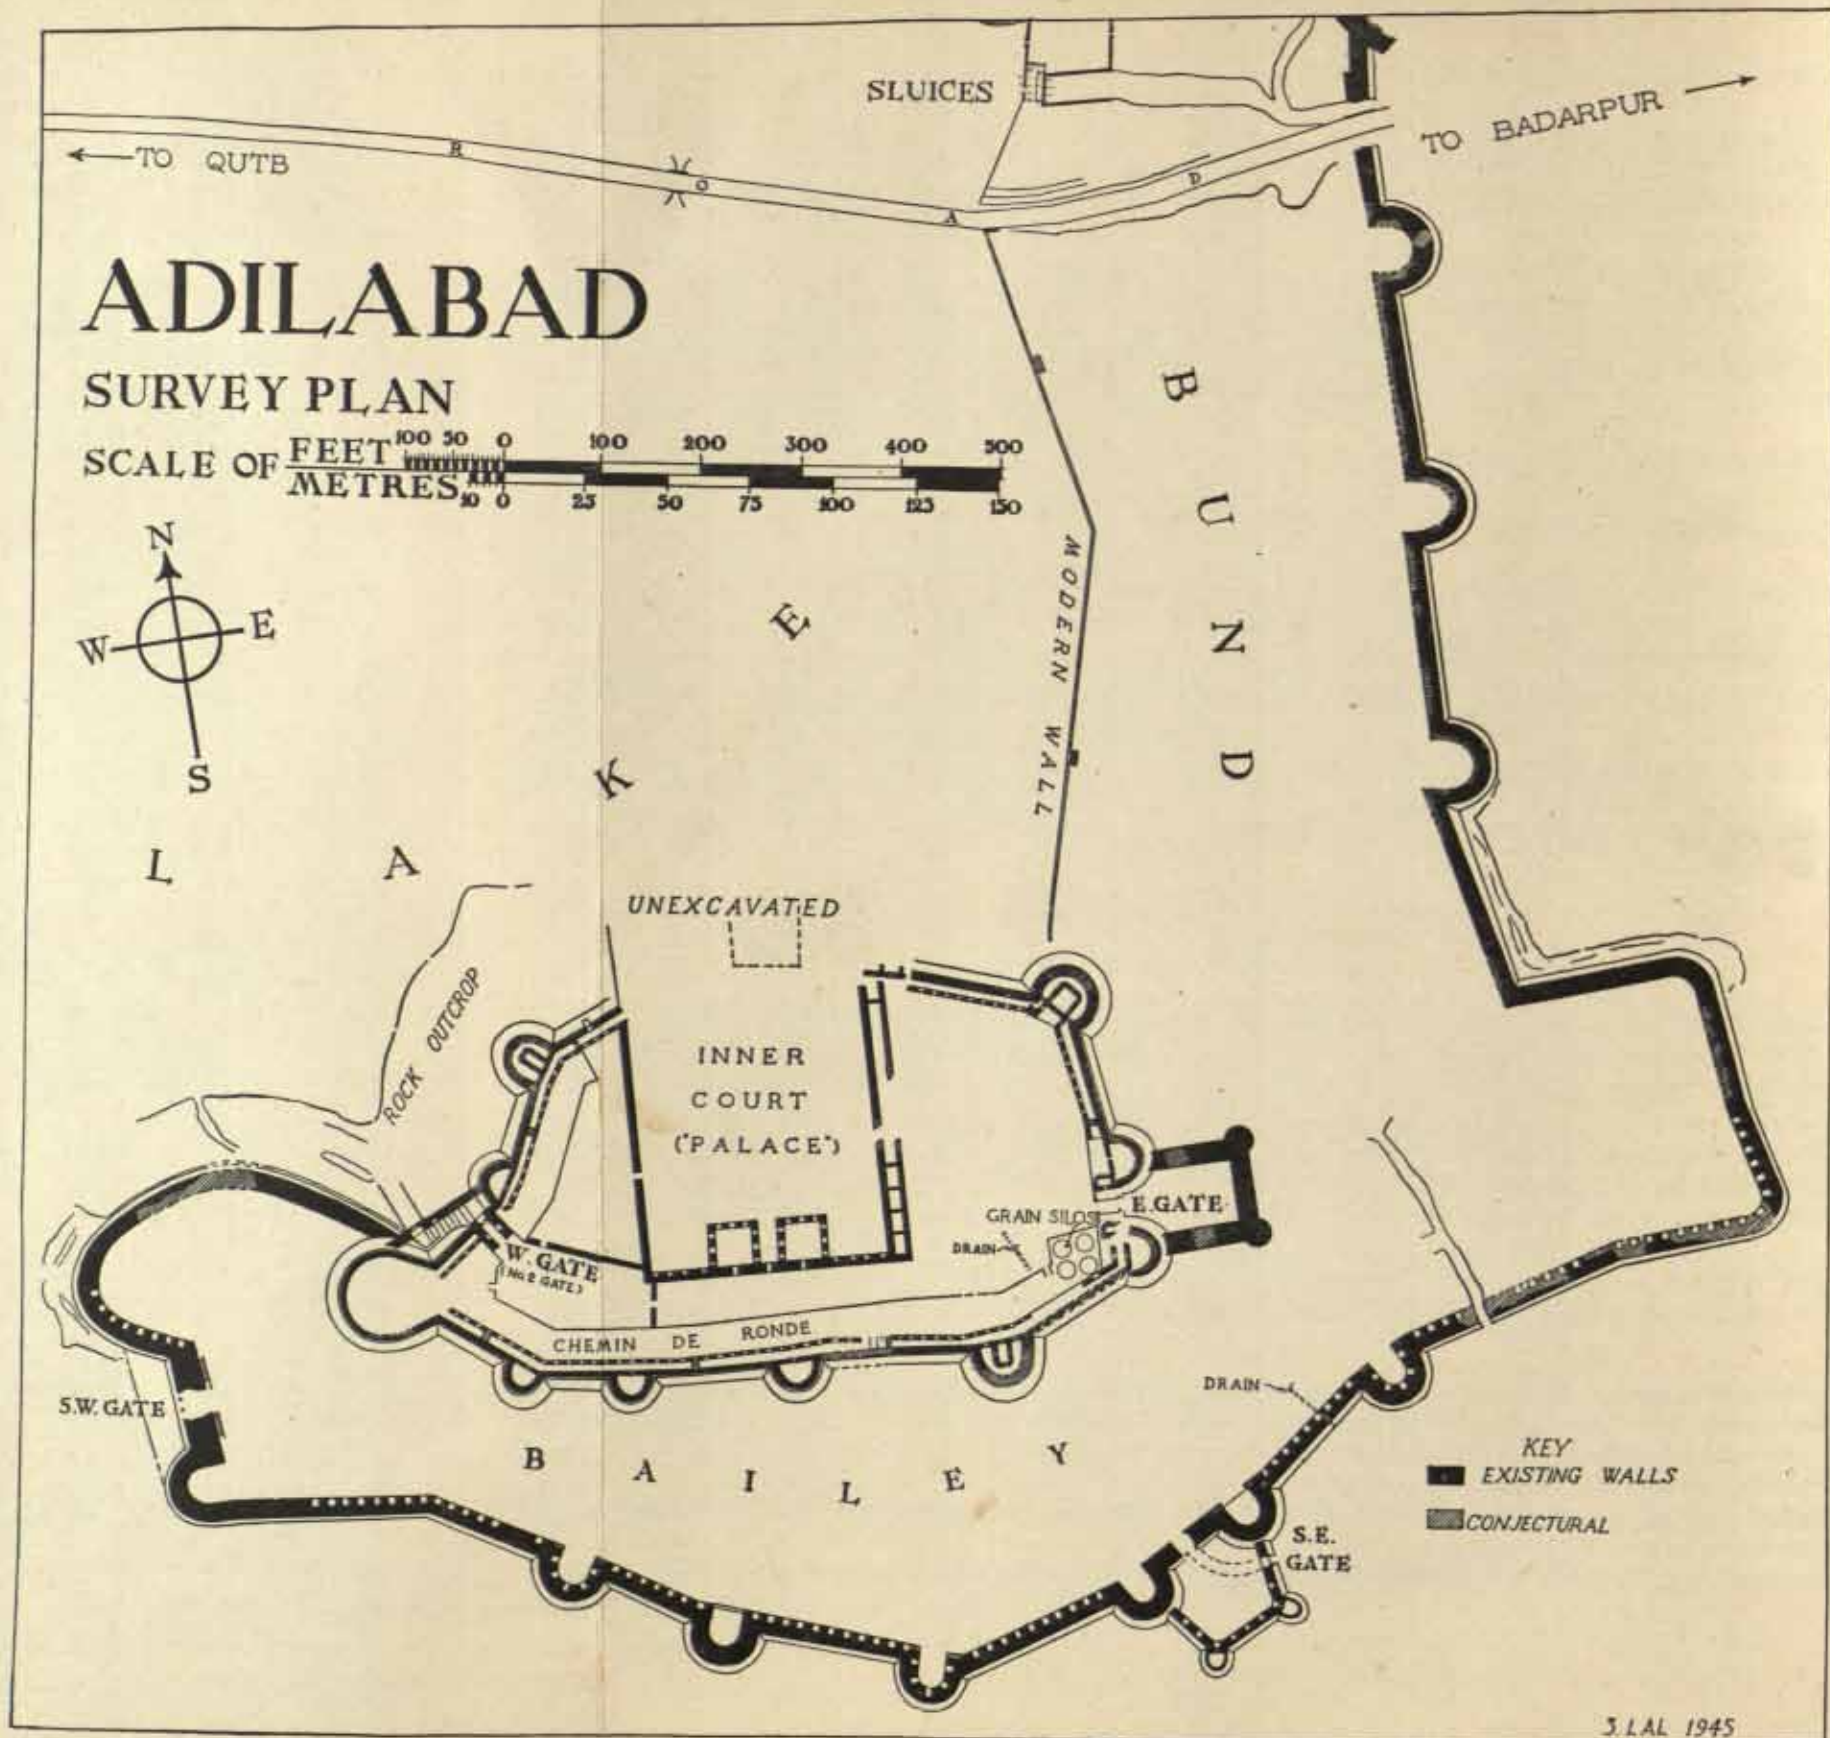 SLUICES
TO BADARPUR
TO QUTB
R O A D
ADILABAD
SURVEY PLAN
SCALE OF FEET METRES
100 50 0 100 200 300 400 500
10 0 25 50 75 100 125 150
N
W E
S
B U N D
MODERN WALL
L A K E
UNEXCAVATED
ROCK OUTCROP
INNER
COURT
("PALACE")
E. GATE
GRAIN SILOS
DRAIN
W. GATE
(No. 2 GATE)
CHEMIN DE RONDE
S.W. GATE
DRAIN
B A I L E Y
KEY
EXISTING WALLS
CONJECTURAL
S.E.
GATE
LAL 1945